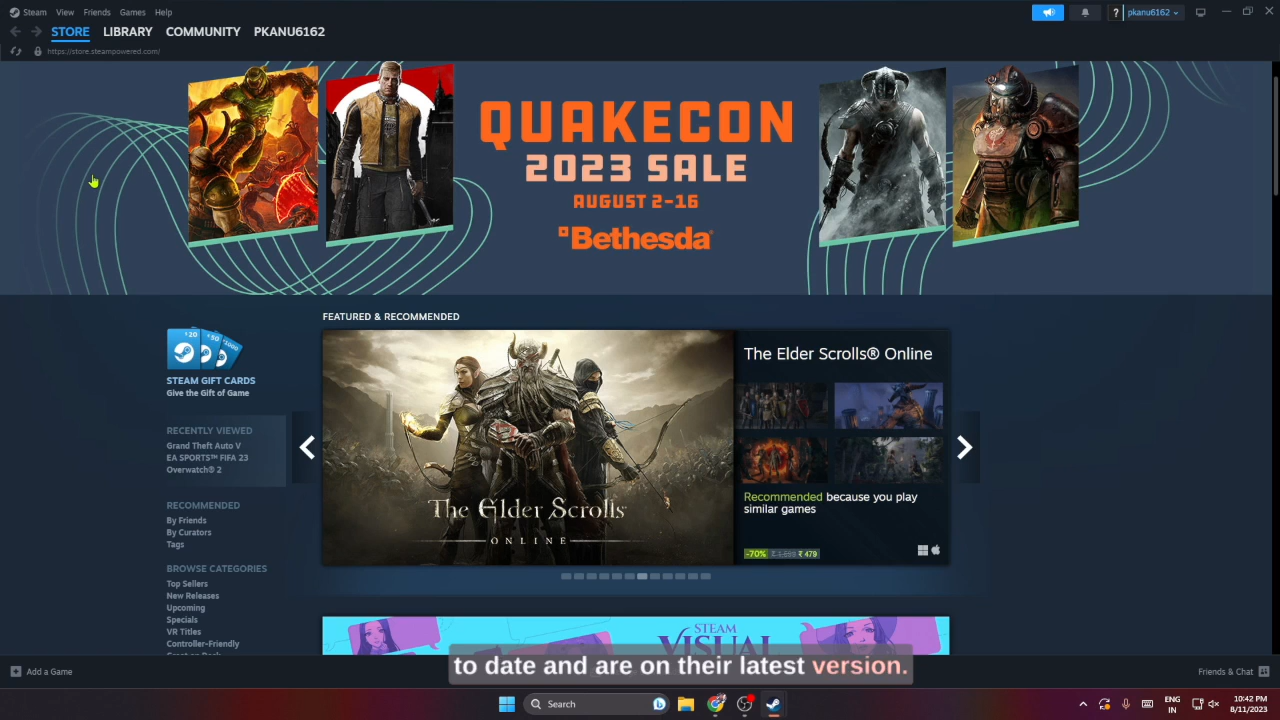 Steam View Friends Games Help
? pkanu6162
STORE LIBRARY COMMUNITY PKANU6162
https://store.steampowered.com/
QUAKECON
2023 SALE
AUGUST 2-16
Bethesda
FEATURED & RECOMMENDED
$20 $50 $1000
STEAM GIFT CARDS
Give the Gift of Game
The Elder Scrolls® Online
The Elder Scrolls
ONLINE
Recommended because you play
similar games
-70% ₹ 479
RECENTLY VIEWED
Grand Theft Auto V
EA SPORTS™ FIFA 23
Overwatch® 2
RECOMMENDED
By Friends
By Curators
Tags
BROWSE CATEGORIES
Top Sellers
New Releases
Upcoming
Specials
VR Titles
Controller-Friendly
STEAM
VISUAL
to date and are on their latest version.
Add a Game
Friends & Chat
Search
ENG
IN
10:42 PM
8/11/2023